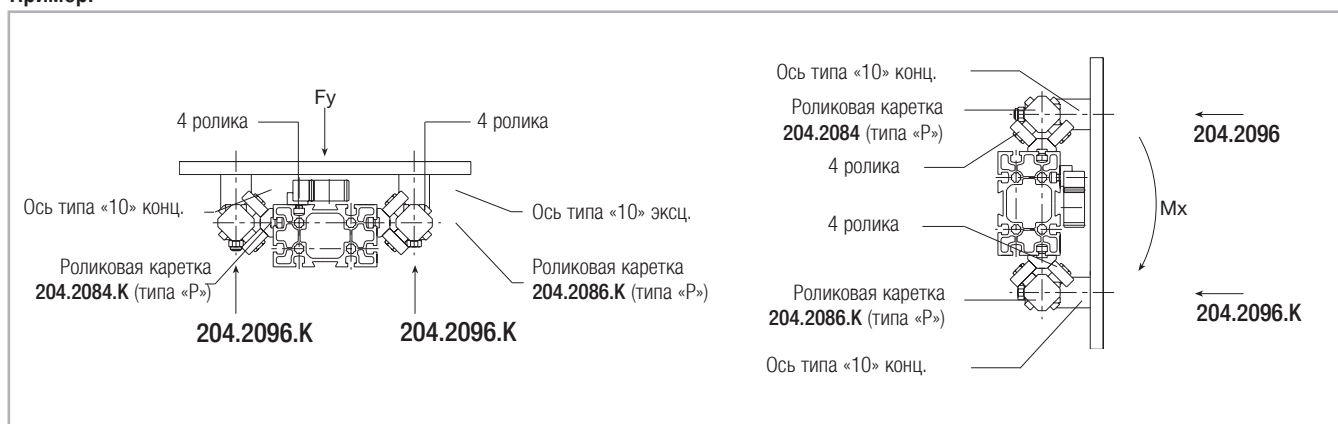 Пример:
Fy
4 ролика
4 ролика
Ось типа «10» конц.
Ось типа «10» эксц.
Роликовая каретка
204.2084.K (типа «Р»)
Роликовая каретка
204.2086.K (типа «Р»)
204.2096.K
204.2096.K
Ось типа «10» конц.
Роликовая каретка
204.2084 (типа «Р»)
204.2096
4 ролика
Mx
4 ролика
Роликовая каретка
204.2086.K (типа «Р»)
204.2096.K
Ось типа «10» конц.